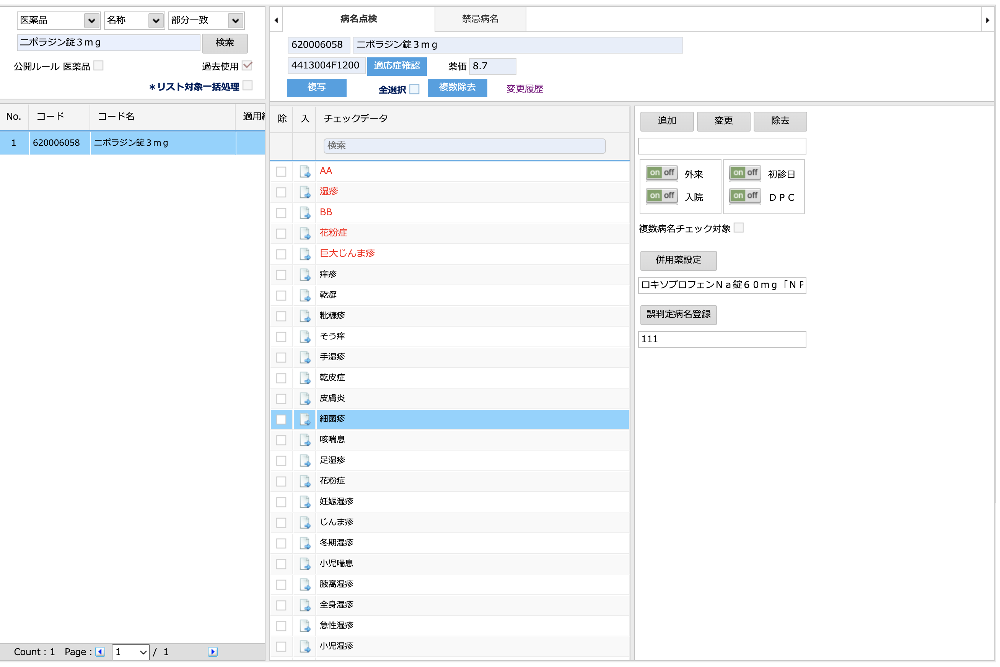 医薬品 名称 部分一致
ニポラジン錠３ｍｇ 検索
公開ルール 医薬品 過去使用
＊リスト対象一括処理
No. コード コード名 適用
1 620006058 ニポラジン錠３ｍｇ
Count : 1 Page : 1 / 1
病名点検 禁忌病名
620006058 ニポラジン錠３ｍｇ
4413004F1200 適応症確認 薬価 8.7
複写 全選択 複数除去 変更履歴
除 入 チェックデータ
検索
AA
湿疹
BB
花粉症
巨大じんま疹
痒疹
乾癬
粃糠疹
そう痒
手湿疹
乾皮症
皮膚炎
細菌疹
咳喘息
足湿疹
花粉症
妊娠湿疹
じんま疹
冬期湿疹
小児喘息
腋窩湿疹
全身湿疹
急性湿疹
小児湿疹
追加 変更 除去
on off 外来 on off 初診日
on off 入院 on off ＤＰＣ
複数病名チェック対象
併用薬設定
ロキソプロフェンＮａ錠６０ｍｇ「ＮＰ
誤判定病名登録
111